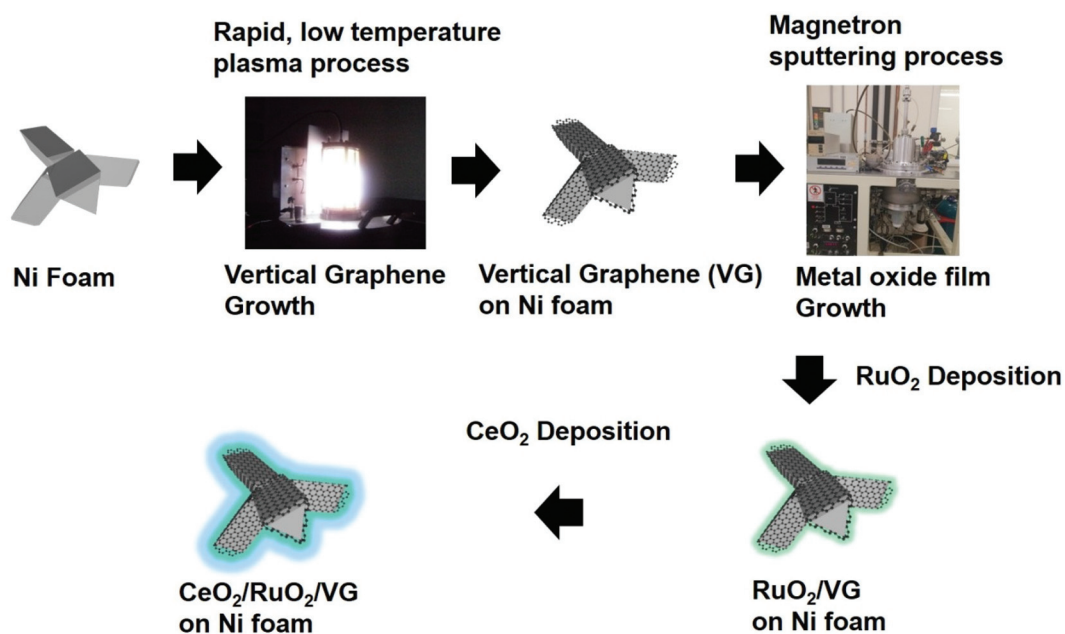 Rapid, low temperature
plasma process
Magnetron
sputtering process
Ni Foam
Vertical Graphene
Growth
Vertical Graphene (VG)
on Ni foam
Metal oxide film
Growth
RuO₂ Deposition
CeO₂ Deposition
CeO₂/RuO₂/VG
on Ni foam
RuO₂/VG
on Ni foam